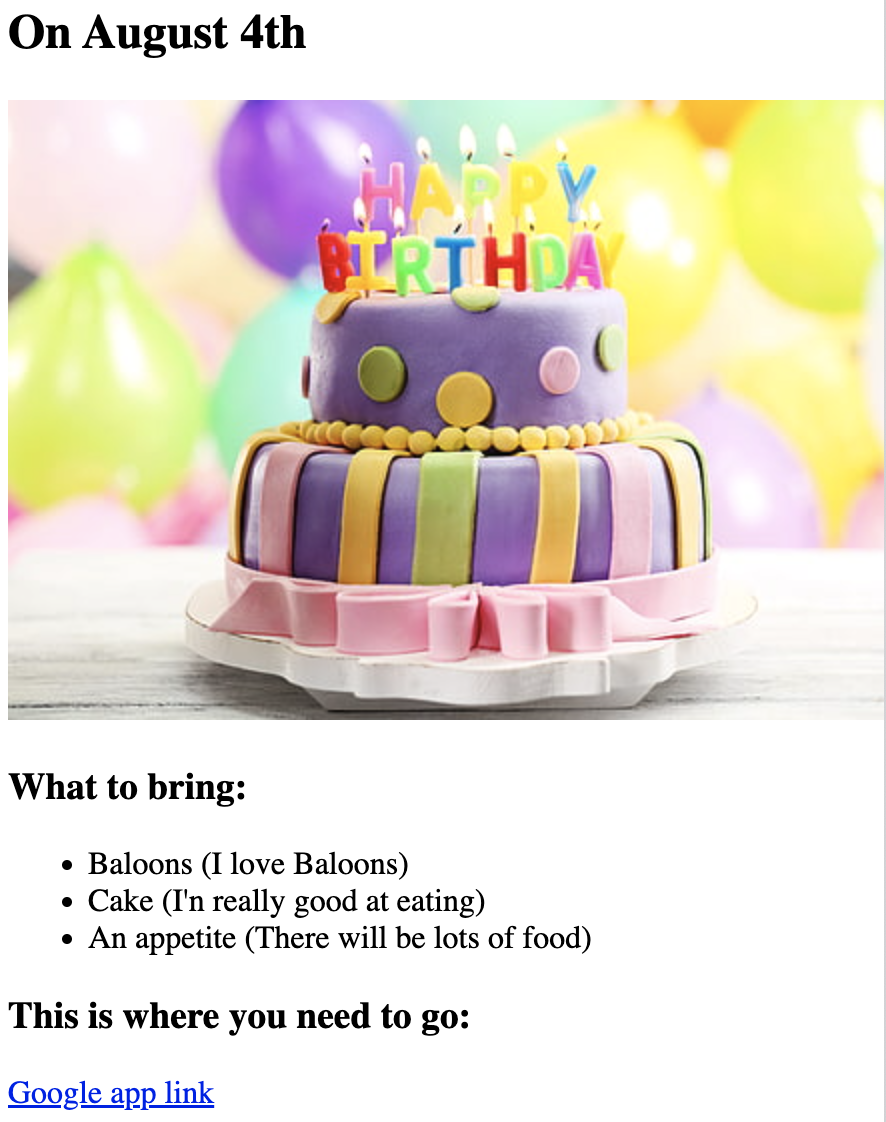 On August 4th
HAPPY
BIRTHDAY
What to bring:
Baloons (I love Baloons)
Cake (I'n really good at eating)
An appetite (There will be lots of food)
This is where you need to go:
Google app link